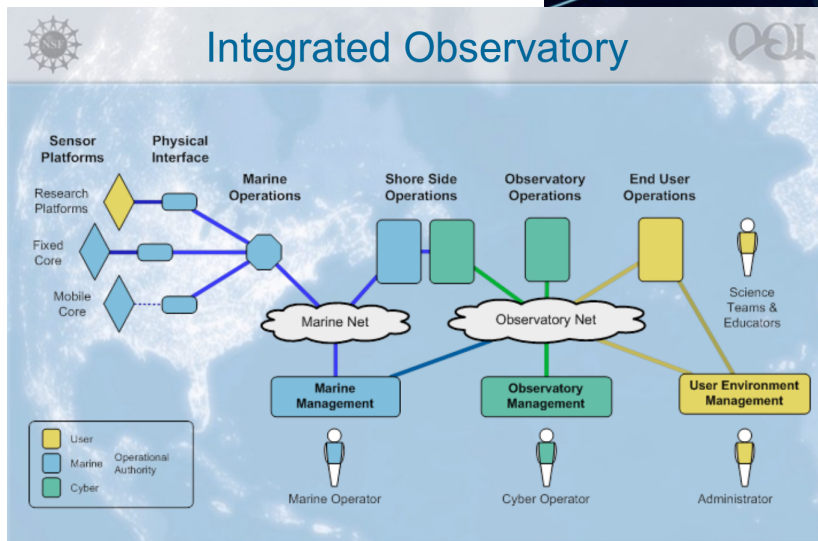 NSF
Integrated Observatory
OOI
Sensor
Platforms
Physical
Interface
Marine
Operations
Shore Side
Operations
Observatory
Operations
End User
Operations
Research
Platforms
Fixed
Core
Mobile
Core
Marine Net
Observatory Net
Science
Teams &
Educators
Marine
Management
Observatory
Management
User Environment
Management
User
Marine
Cyber
Operational
Authority
Marine Operator
Cyber Operator
Administrator